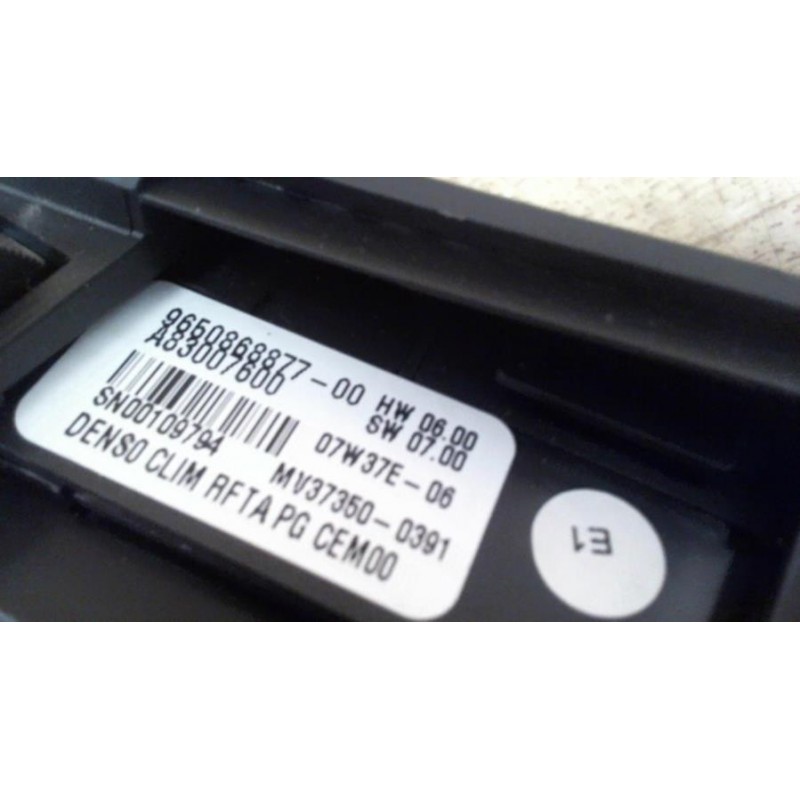 9650868877-00 HW 06.00
A83007600 SW 07.00
07W37E-06
SN00109794 MV37350-0391
DENSO CLIM RFTA PG CEM00
E1